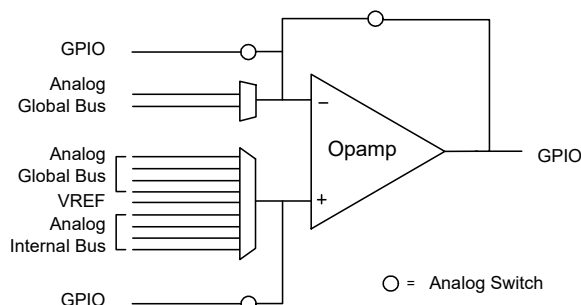 GPIO
Analog
Global Bus
−
Opamp
GPIO
Analog
Global Bus
VREF
+
Analog
Internal Bus
GPIO
= Analog Switch